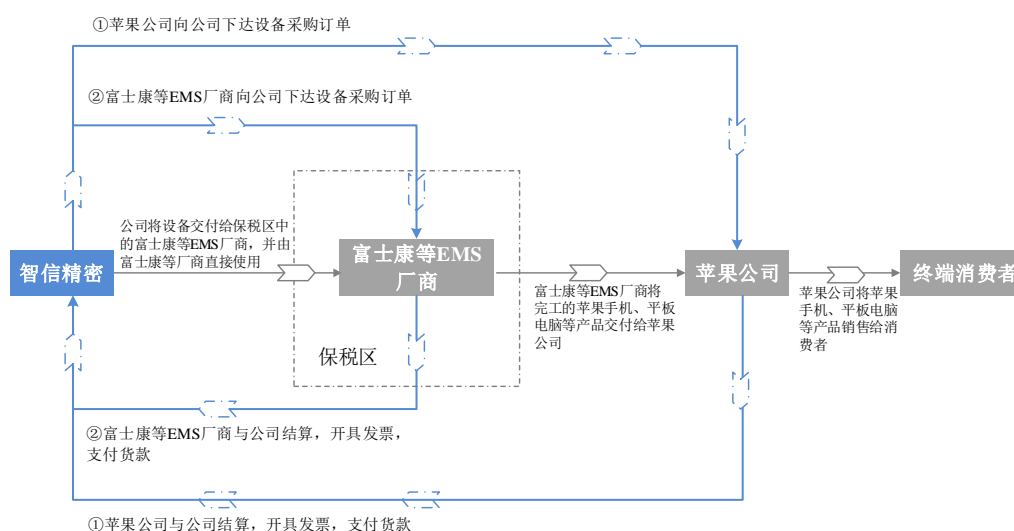 ①苹果公司向公司下达设备采购订单
②富士康等EMS厂商向公司下达设备采购订单
公司将设备交付给保税区中
的富士康等EMS厂商，并由
富士康等厂商直接使用
智信精密
富士康等EMS
厂商
苹果公司
终端消费者
富士康等EMS厂商将
完工的苹果手机、平板
电脑等产品交付给苹果
公司
苹果公司将苹果
手机、平板电脑
等产品销售给消
费者
保税区
②富士康等EMS厂商与公司结算，开具发票，
支付货款
①苹果公司与公司结算，开具发票，支付货款